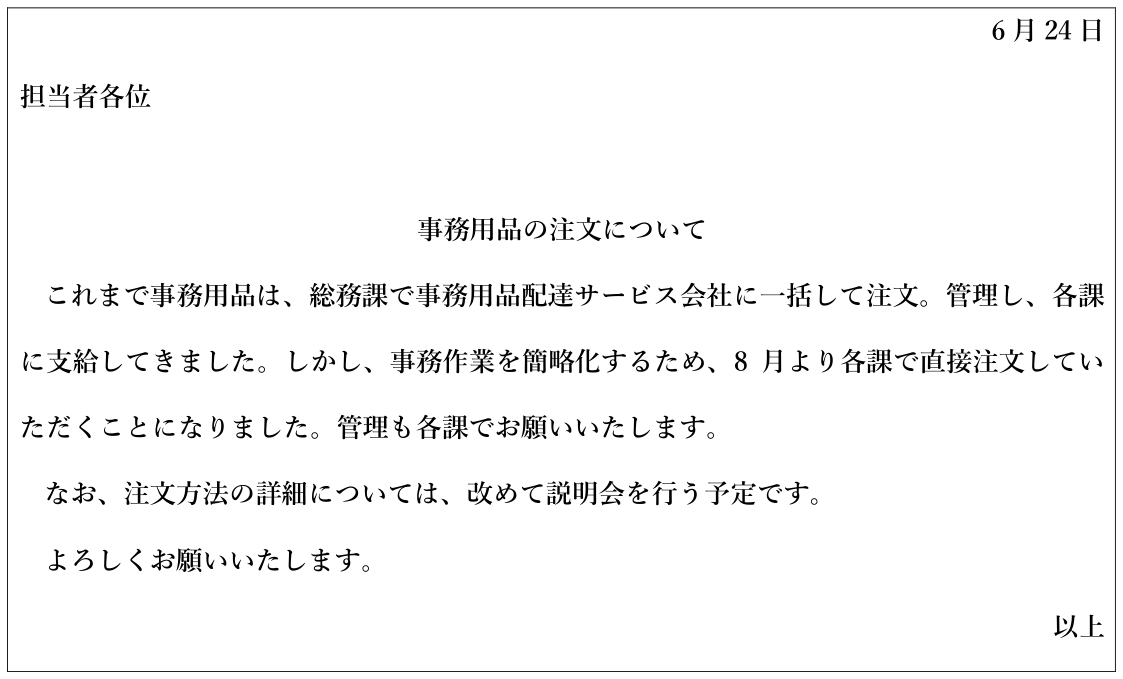 6 月 24 日
担当者各位
事務用品の注文について
これまで事務用品は、総務課で事務用品配達サービス会社に一括して注文。管理し、各課
に支給してきました。しかし、事務作業を簡略化するため、8 月より各課で直接注文してい
ただくことになりました。管理も各課でお願いいたします。
なお、注文方法の詳細については、改めて説明会を行う予定です。
よろしくお願いいたします。
以上